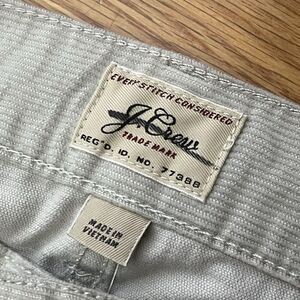 EVERY STITCH CONSIDERED
J.Crew
TRADE MARK
REG'D. ID. NO. 77388
MADE IN
VIETNAM